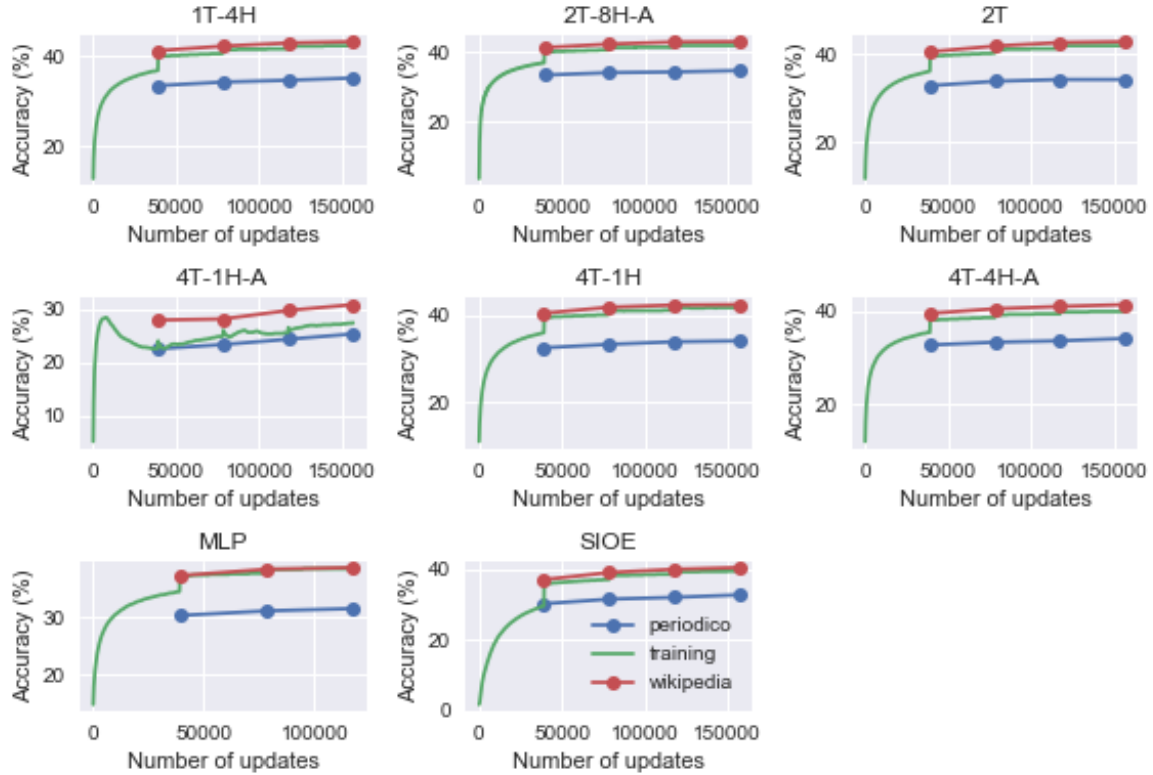 1T-4H
2T-8H-A
2T
Accuracy (%)
40
20
0 50000 100000 150000
Number of updates
Accuracy (%)
40
20
0 50000 100000 150000
Number of updates
Accuracy (%)
40
20
0 50000 100000 150000
Number of updates
4T-1H-A
4T-1H
4T-4H-A
Accuracy (%)
30
20
10
0 50000 100000 150000
Number of updates
Accuracy (%)
40
20
0 50000 100000 150000
Number of updates
Accuracy (%)
40
20
0 50000 100000 150000
Number of updates
MLP
SIOE
Accuracy (%)
30
20
0 50000 100000
Number of updates
Accuracy (%)
40
20
0
0 50000 100000 150000
Number of updates
periodico
training
wikipedia